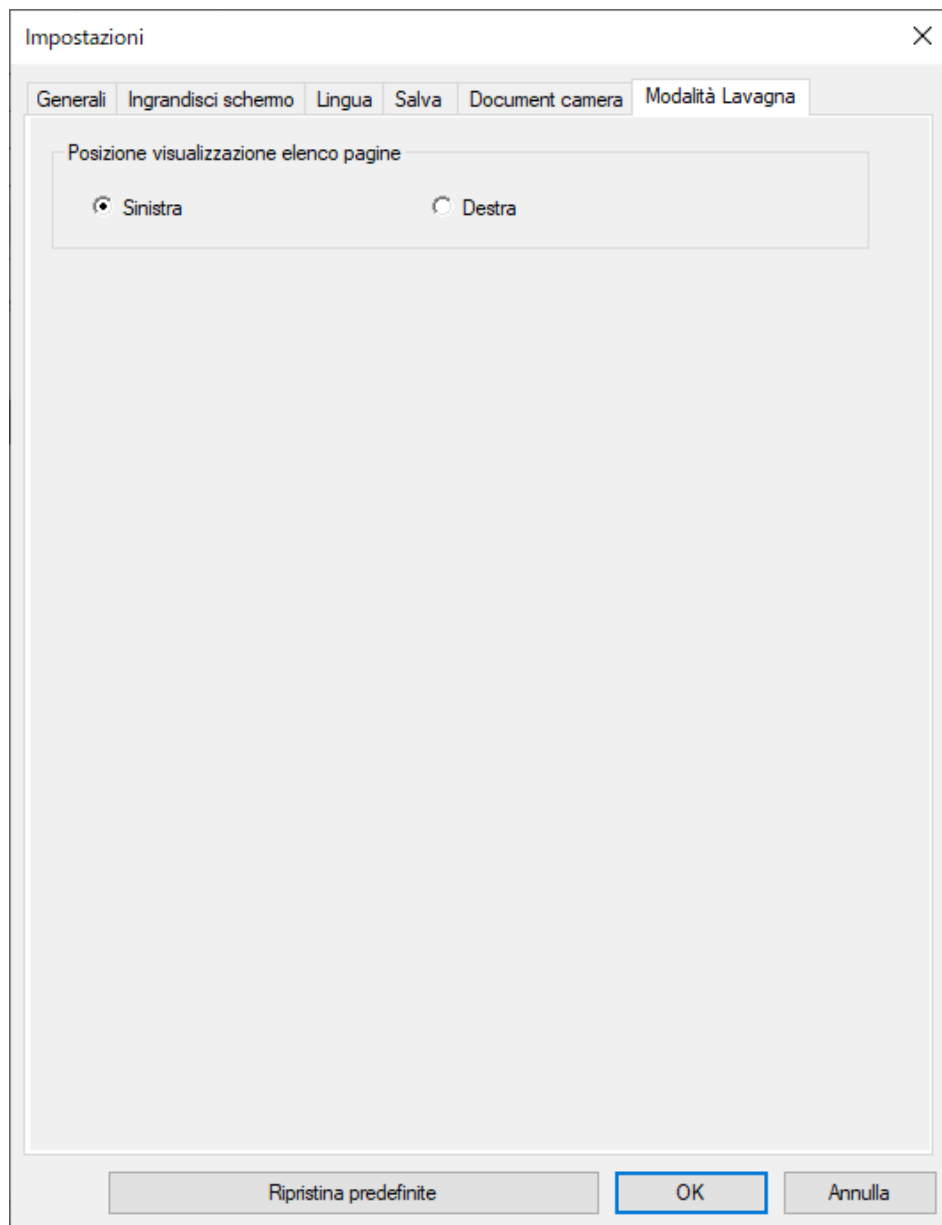 Impostazioni
Generali Ingrandisci schermo Lingua Salva Document camera Modalità Lavagna
Posizione visualizzazione elenco pagine
Sinistra Destra
Ripristina predefinite OK Annulla